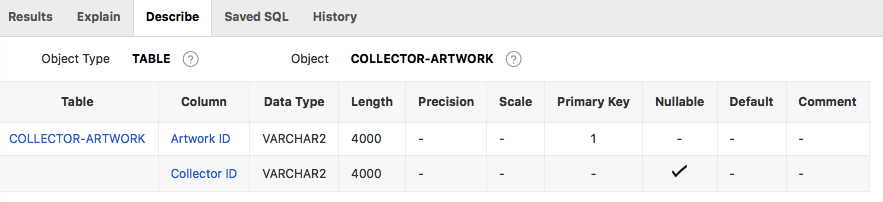 Results Explain Describe Saved SQL History
Object Type TABLE ? Object COLLECTOR-ARTWORK ?
Table Column Data Type Length Precision Scale Primary Key Nullable Default Comment
COLLECTOR-ARTWORK Artwork ID VARCHAR2 4000 - - 1 - - -
Collector ID VARCHAR2 4000 - - - ✓ - -